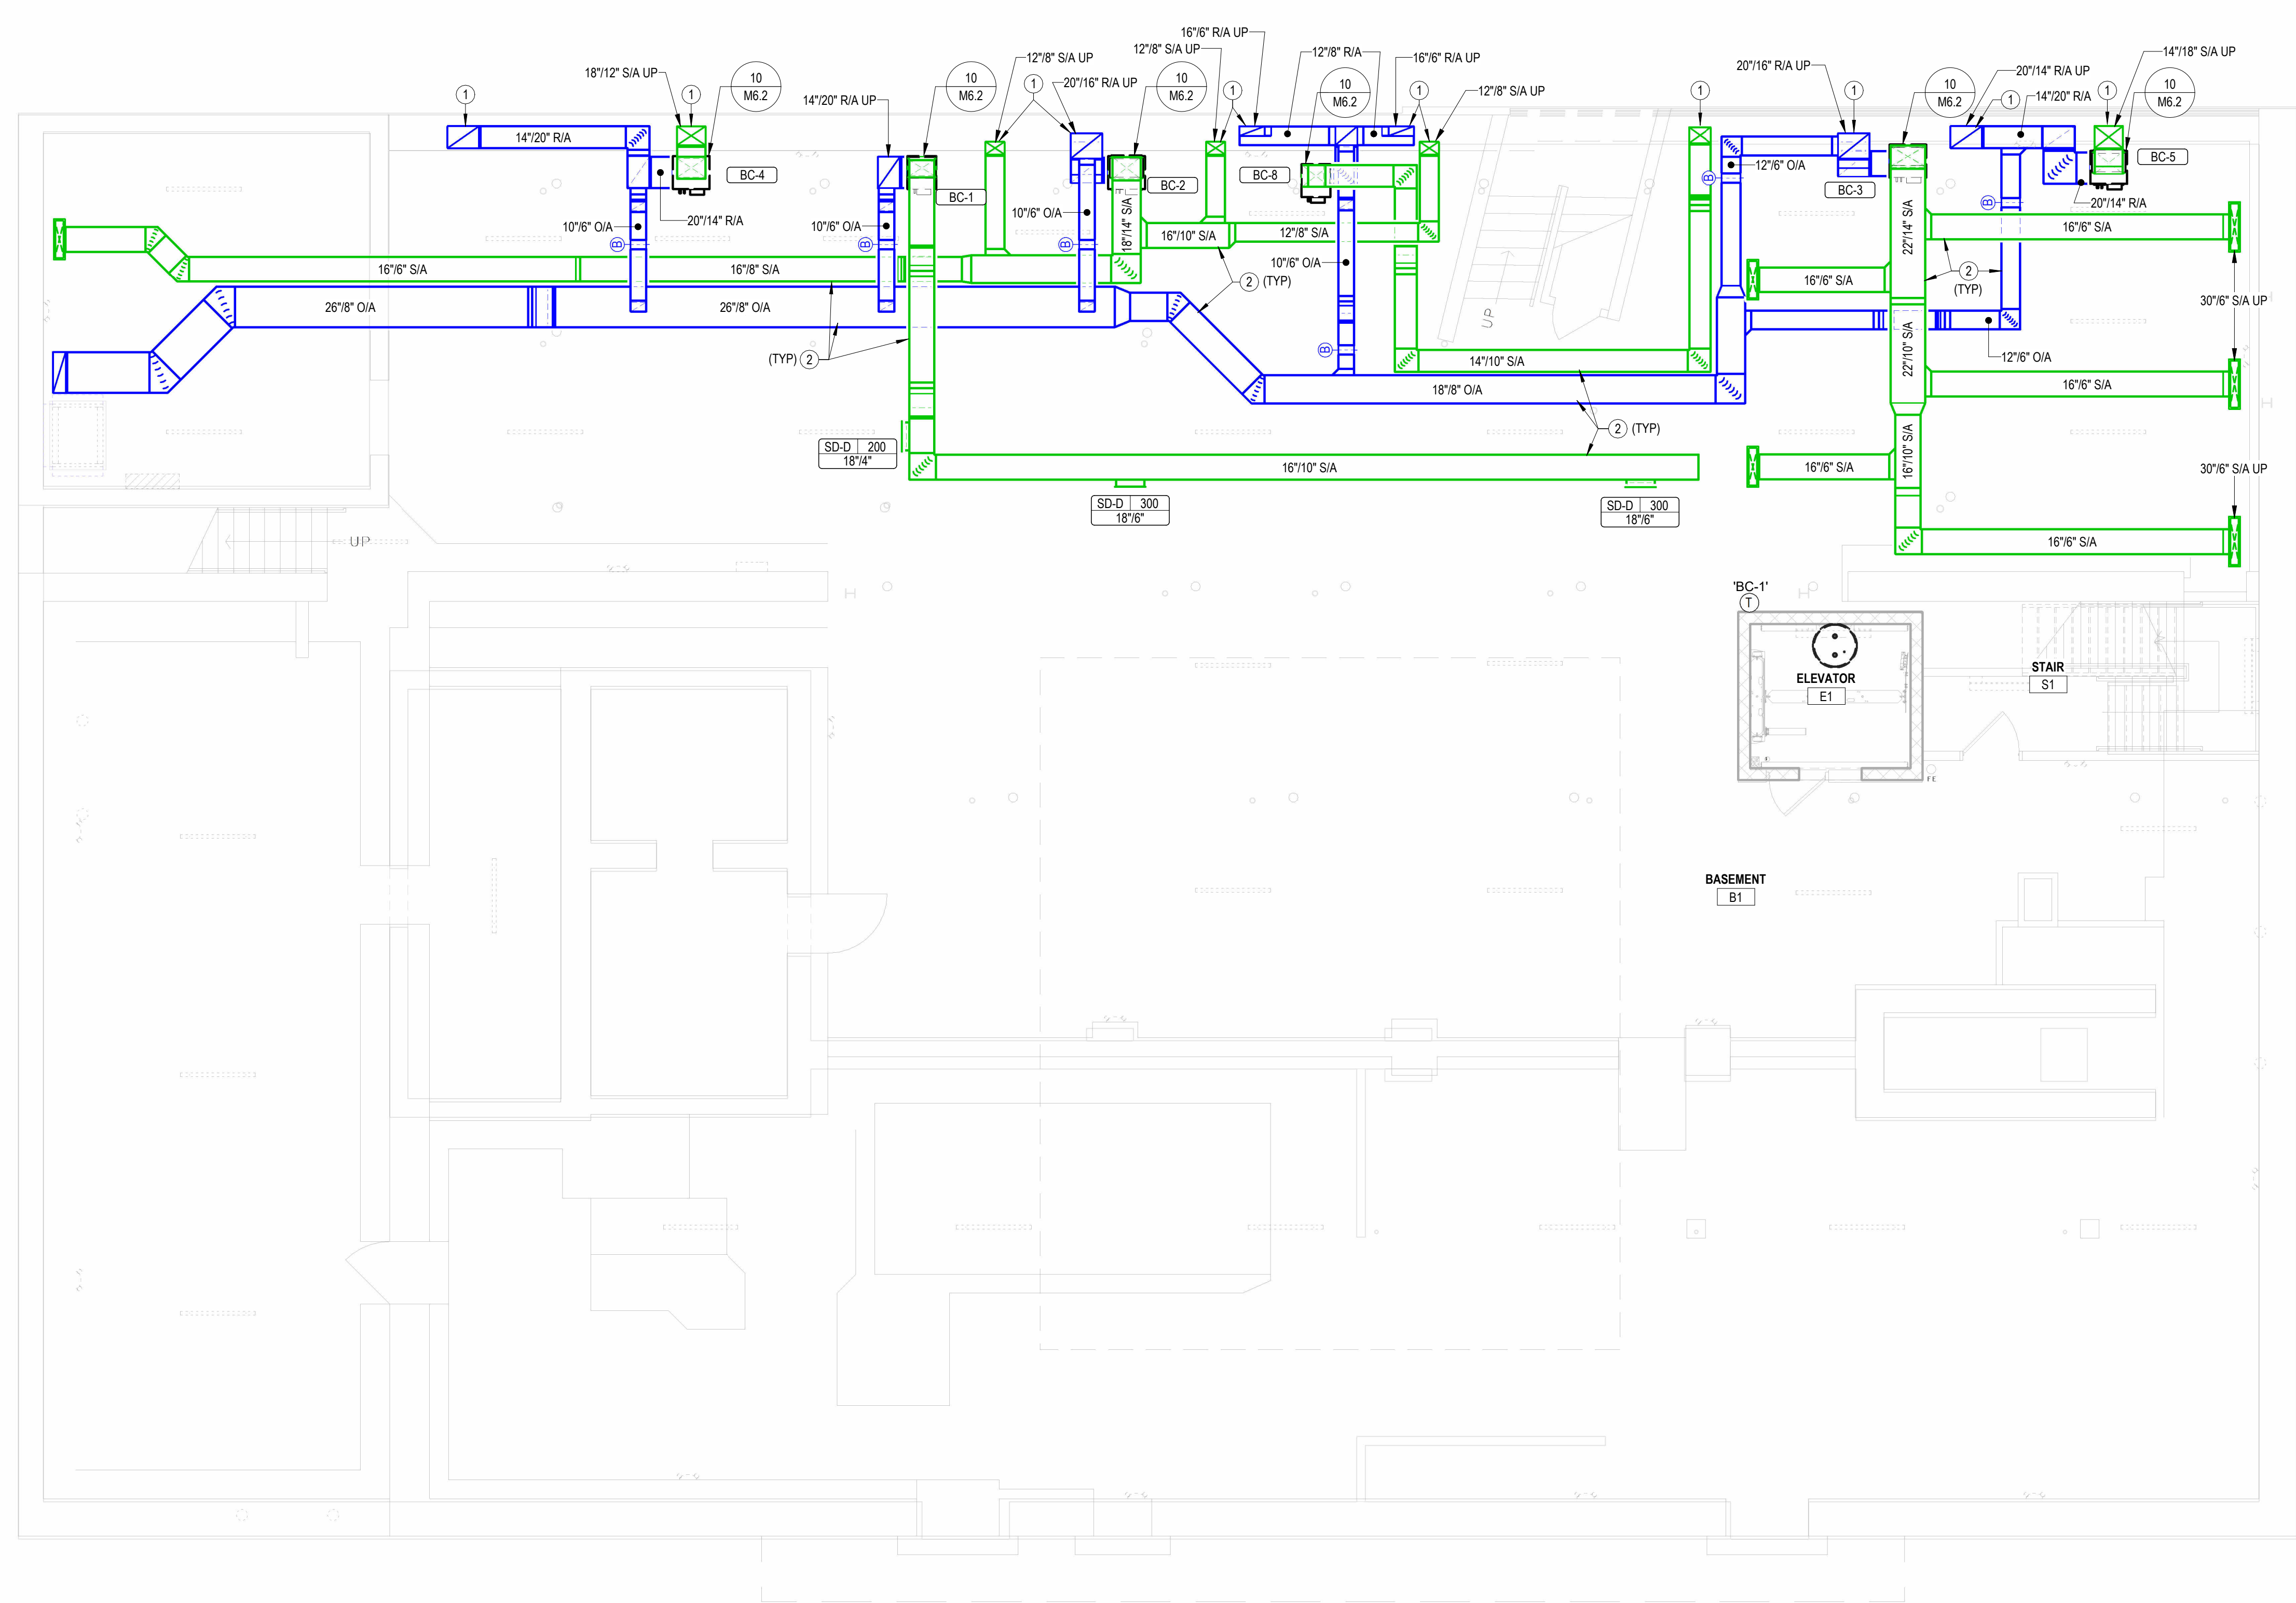 16"/6" R/A UP
12"/8" S/A UP
12"/8" R/A
14"/18" S/A UP
12"/8" S/A UP
16"/6" R/A UP
20"/16" R/A UP
20"/14" R/A UP
18"/12" S/A UP
10
M6.2
10
M6.2
1
20"/16" R/A UP
10
M6.2
1
10
M6.2
1
12"/8" S/A UP
1
1
10
M6.2
1
14"/20" R/A
1
10
M6.2
1
1
14"/20" R/A UP
14"/20" R/A
BC-4
BC-1
BC-2
BC-8
12"/6" O/A
BC-3
BC-5
20"/14" R/A
20"/14" R/A
10"/6" O/A
B
10"/6" O/A
B
10"/6" O/A
B
18"/14" S/A
16"/10" S/A
12"/8" S/A
B
22"/14" S/A
B
16"/6" S/A
16"/6" S/A
16"/8" S/A
10"/6" O/A
2
(TYP)
16"/6" S/A
2
(TYP)
30"/6" S/A UP
26"/8" O/A
26"/8" O/A
UP
B
22"/10" S/A
12"/6" O/A
(TYP)
2
14"/10" S/A
18"/8" O/A
16"/6" S/A
2
(TYP)
SD-D
200
18"/4"
16"/10" S/A
16"/6" S/A
16"/10" S/A
30"/6" S/A UP
SD-D
300
18"/6"
SD-D
300
18"/6"
UP
16"/6" S/A
'BC-1'
T
H
H
H
H
ELEVATOR
E1
STAIR
S1
FE
BASEMENT
B1